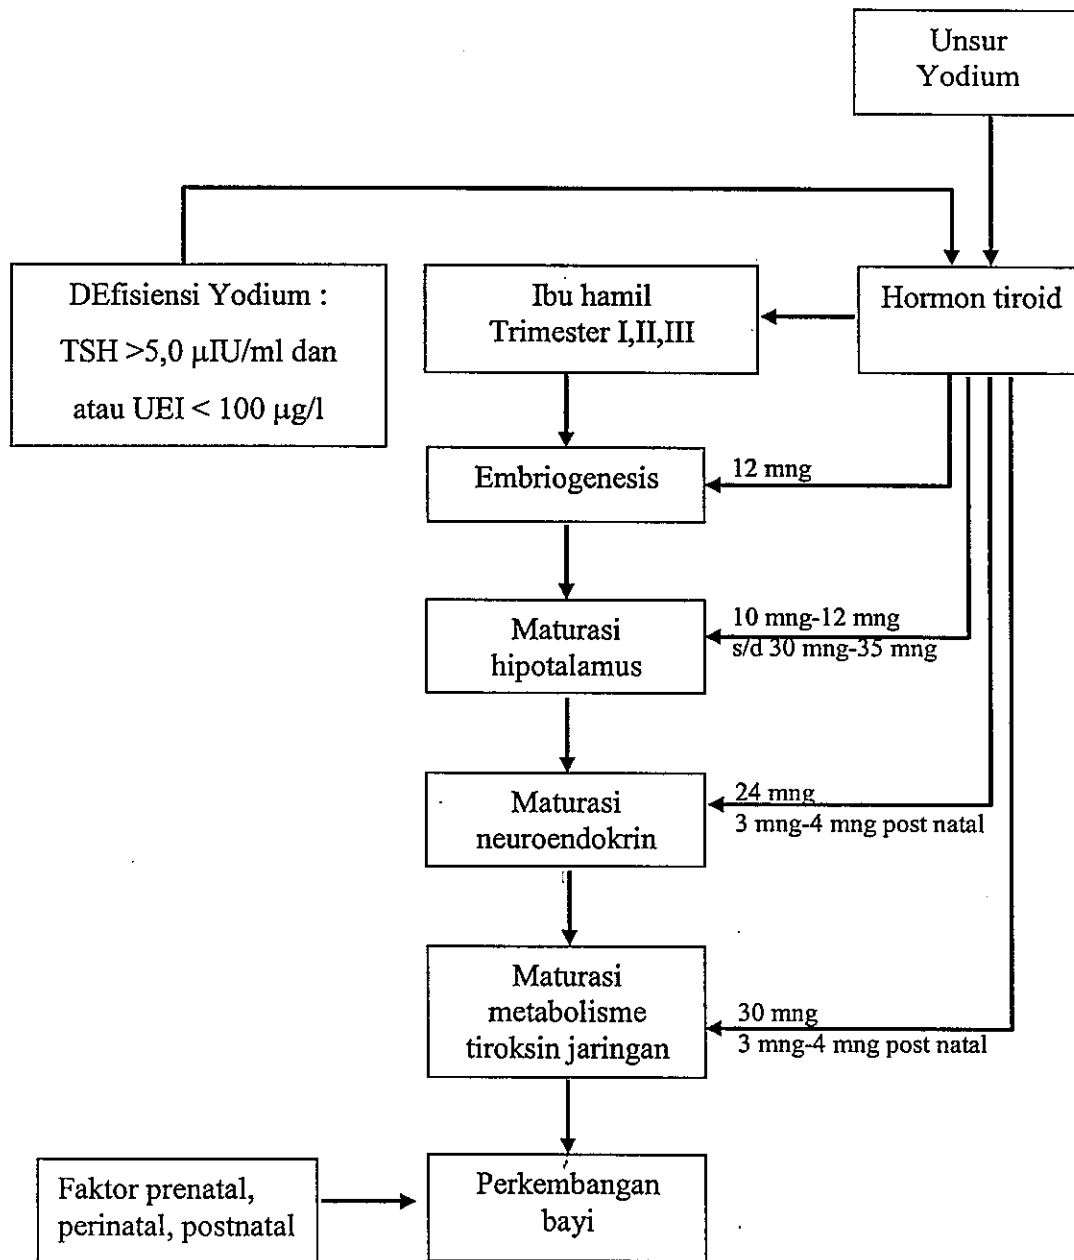 Unsur
Yodium
DEfisiensi Yodium :
TSH >5,0 μIU/ml dan
atau UEI < 100 μg/l
Ibu hamil
Trimester I,II,III
Hormon tiroid
Embriogenesis
12 mng
Maturasi
hipotalamus
10 mng-12 mng
s/d 30 mng-35 mng
Maturasi
neuroendokrin
24 mng
3 mng-4 mng post natal
Maturasi
metabolisme
tiroksin jaringan
30 mng
3 mng-4 mng post natal
Faktor prenatal,
perinatal, postnatal
Perkembangan
bayi